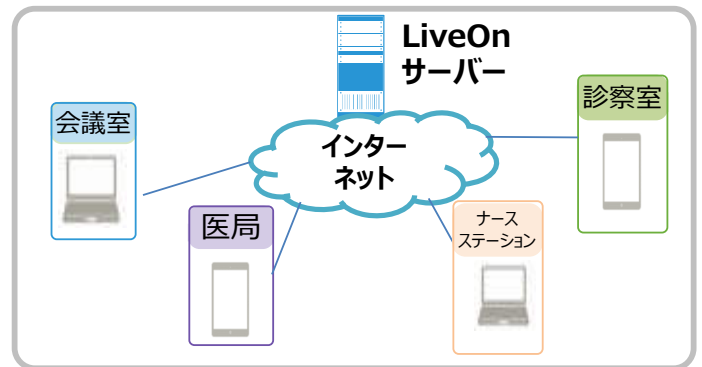 LiveOn
サーバー
会議室
診察室
インター
ネット
医局
ナース
ステーション